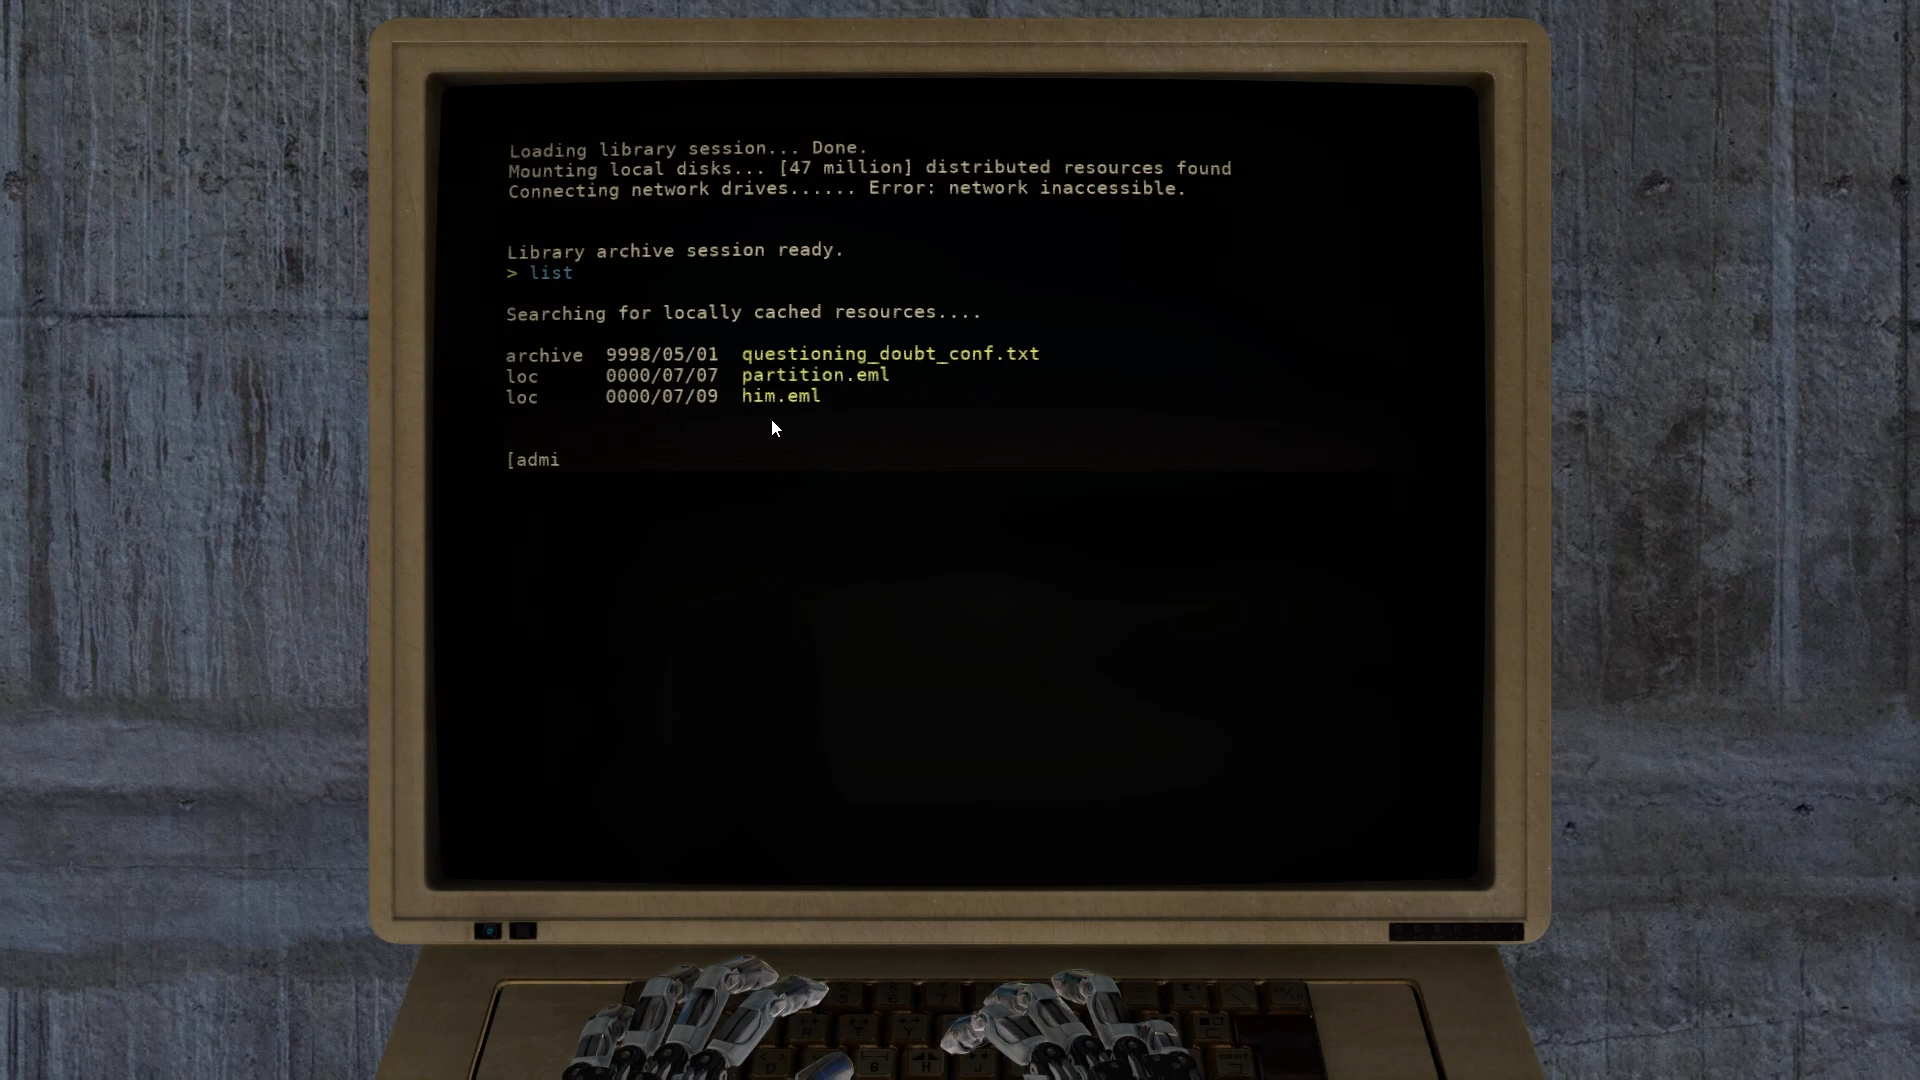 Loading library session... Done.
Mounting local disks... [47 million] distributed resources found
Connecting network drives...... Error: network inaccessible.
Library archive session ready.
> list
Searching for locally cached resources....
archive 9998/05/01 questioning_doubt_conf.txt
loc 0000/07/07 partition.eml
loc 0000/07/09 him.eml
[admi